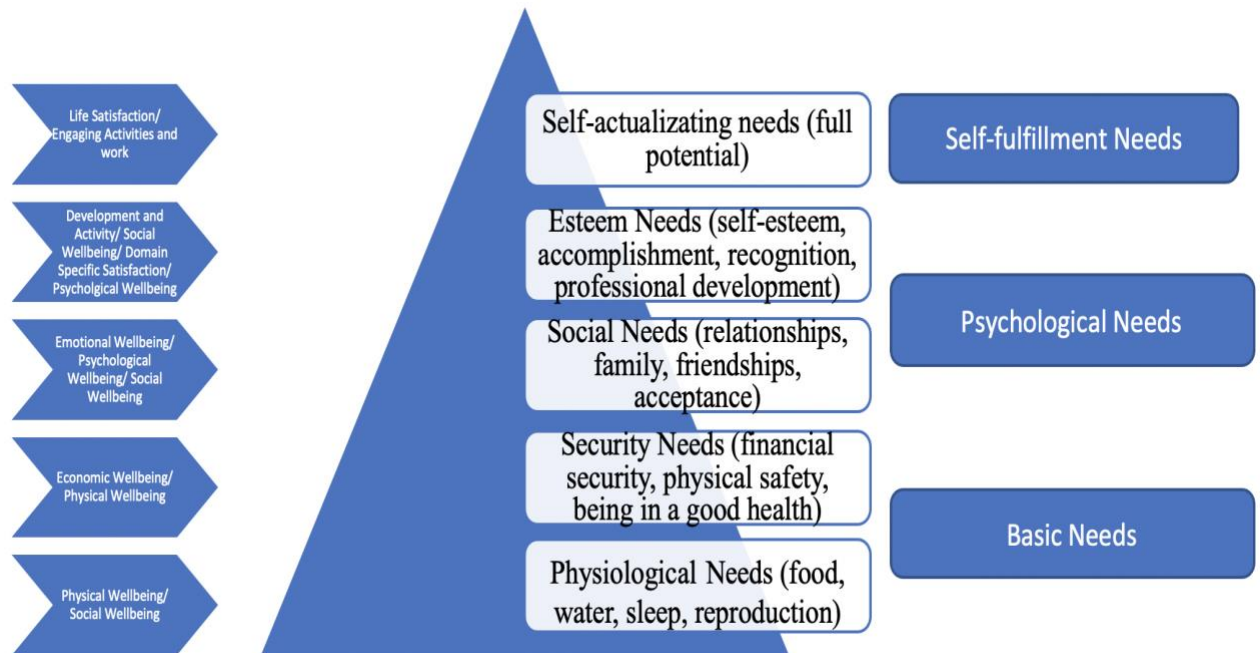 Life Satisfaction/
Engaging Activities and
work
Self-actualizating needs (full
potential)
Self-fulfillment Needs
Development and
Activity/ Social
Wellbeing/ Domain
Specific Satisfaction/
Psycholgical Wellbeing
Esteem Needs (self-esteem,
accomplishment, recognition,
professional development)
Psychological Needs
Emotional Wellbeing/
Psychological
Wellbeing/ Social
Wellbeing
Social Needs (relationships,
family, friendships,
acceptance)
Economic Wellbeing/
Physical Wellbeing
Security Needs (financial
security, physical safety,
being in a good health)
Basic Needs
Physical Wellbeing/
Social Wellbeing
Physiological Needs (food,
water, sleep, reproduction)